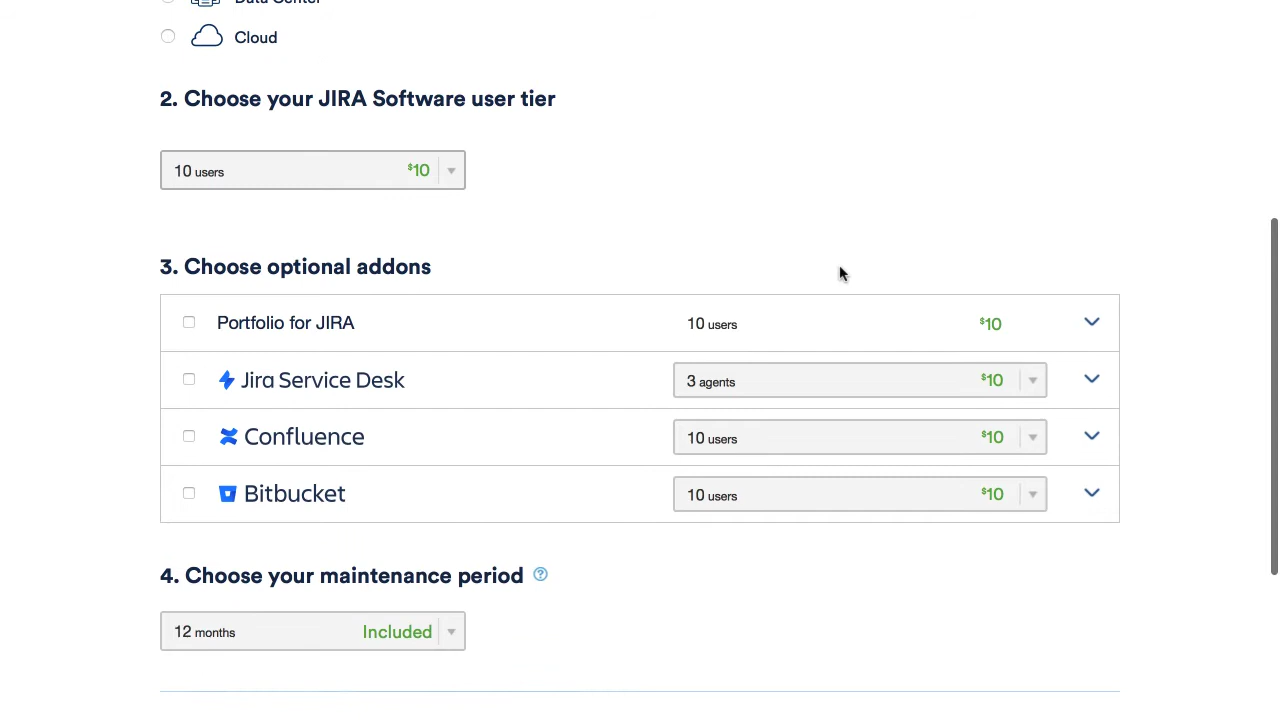 Data Center
Cloud
2. Choose your JIRA Software user tier
10 users $10
3. Choose optional addons
Portfolio for JIRA 10 users $10
Jira Service Desk 3 agents $10
Confluence 10 users $10
Bitbucket 10 users $10
4. Choose your maintenance period ?
12 months Included